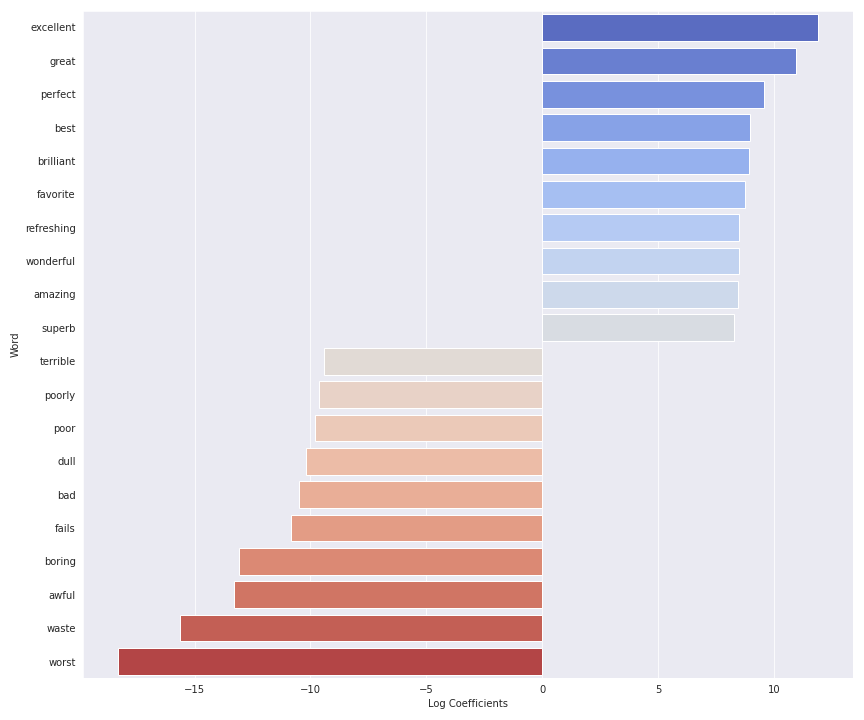 excellent
great
perfect
best
brilliant
favorite
refreshing
wonderful
amazing
superb
Word
terrible
poorly
poor
dull
bad
fails
boring
awful
waste
worst
−15 −10 −5 0 5 10
Log Coefficients